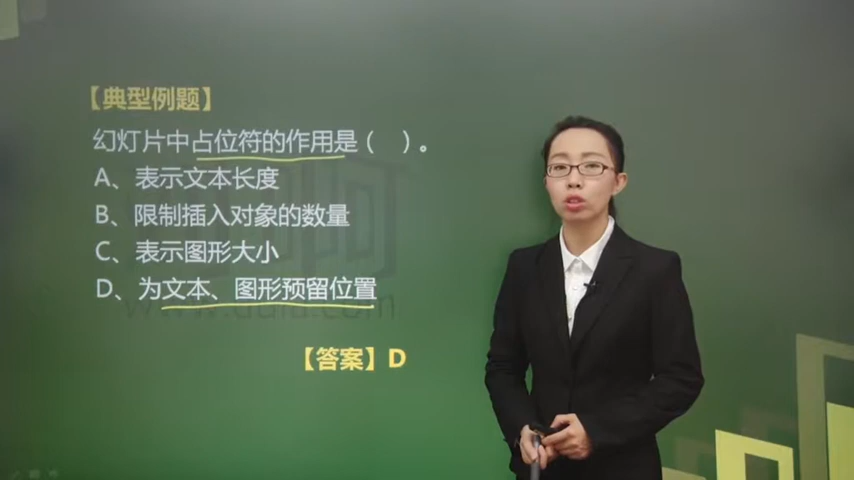 【典型例题】
幻灯片中占位符的作用是（ ）。
A、表示文本长度
B、限制插入对象的数量
C、表示图形大小
D、为文本、图形预留位置
【答案】D